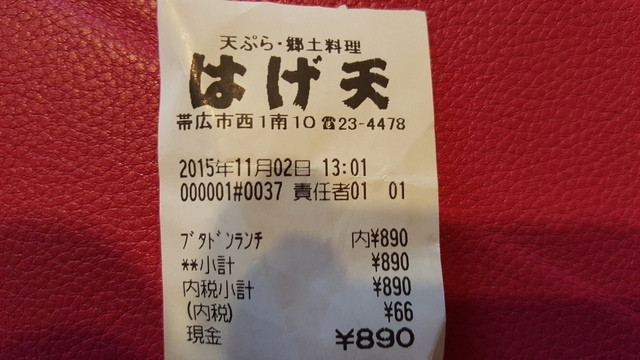 天ぷら・郷土料理
はげ天
帯広市西1南10☎23-4478
2015年11月02日 13:01
000001#0037 責任者01 01
ﾌﾞﾀﾄﾞﾝﾗﾝﾁ 内¥890
**小計 ¥890
内税小計 ¥890
(内税) ¥66
現金 ¥890